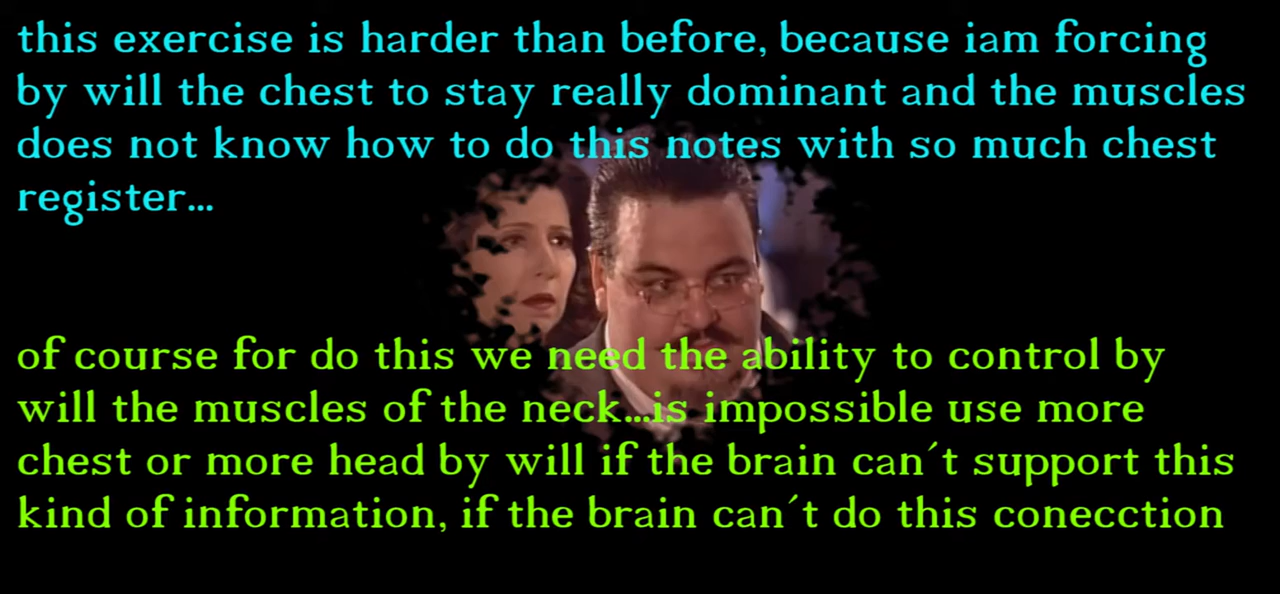 this exercise is harder than before, because iam forcing
by will the chest to stay really dominant and the muscles
does not know how to do this notes with so much chest
register...
of course for do this we need the ability to control by
will the muscles of the neck...is impossible use more
chest or more head by will if the brain can´t support this
kind of information, if the brain can´t do this conecction